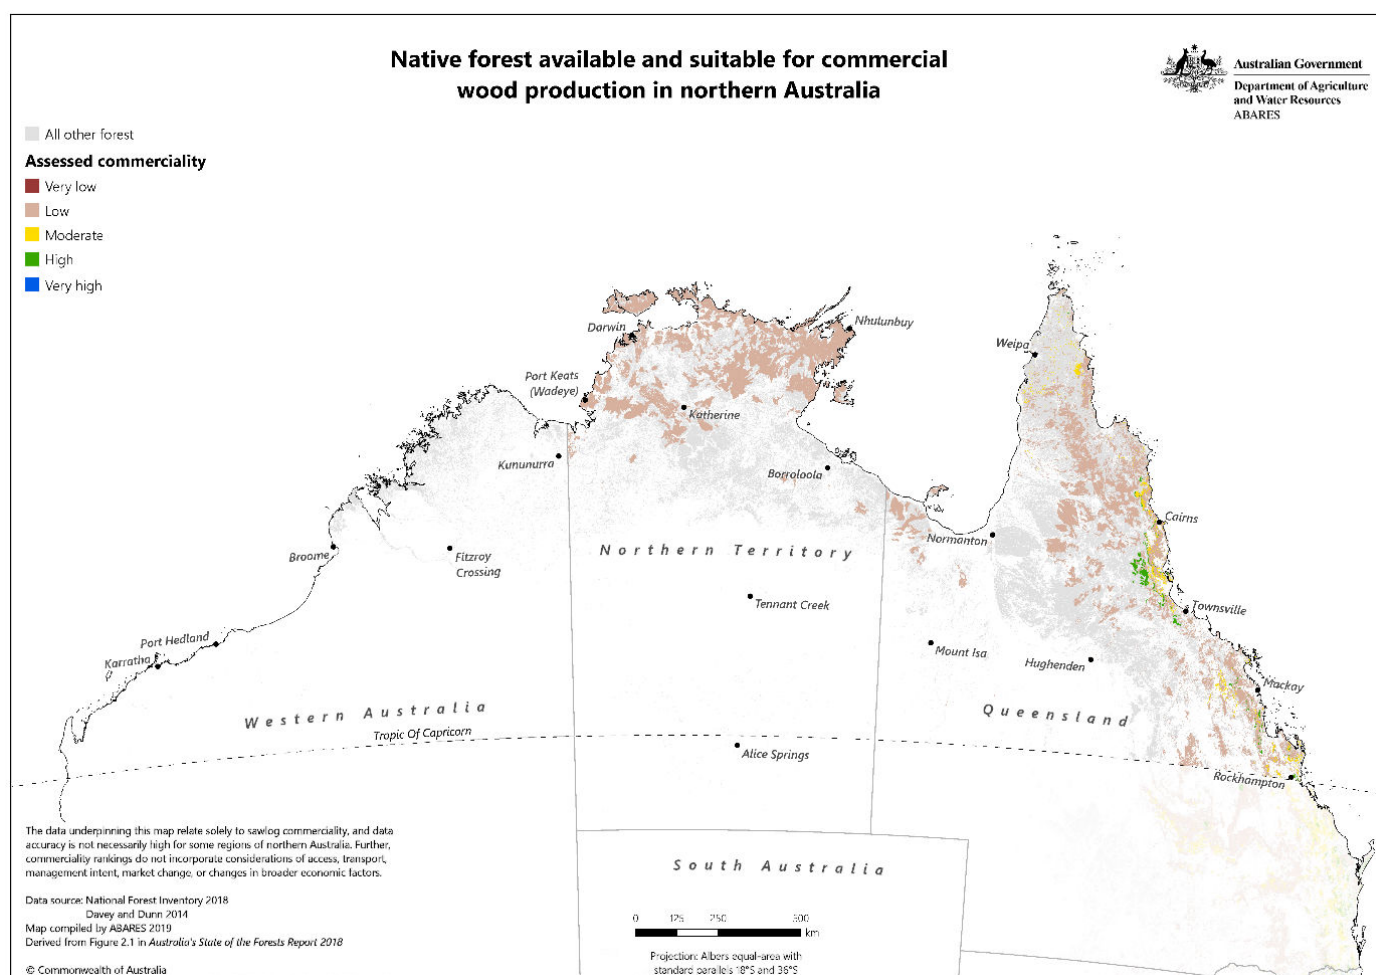 Native forest available and suitable for commercial
wood production in northern Australia
Australian Government
Department of Agriculture
and Water Resources
ABARES
All other forest
Assessed commerciality
Very low
Low
Moderate
High
Very high
Darwin
Nhulunbuy
Weipa
Port Keats
(Wadeye)
Katherine
Kununurra
Borroloola
Cairns
Normanton
Broome
Fitzroy
Crossing
Northern Territory
Tennant Creek
Townsville
Port Hedland
Karratha
Mount Isa
Hughenden
Mackay
Western Australia
Queensland
Tropic Of Capricorn
Alice Springs
Rockhampton
The data underpinning this map relate solely to sawlog commerciality, and data
accuracy is not necessarily high for some regions of northern Australia. Further,
commerciality rankings do not incorporate considerations of access, transport,
management intent, market change, or changes in broader economic factors.
South Australia
Data source: National Forest Inventory 2018
Davey and Dunn 2014
Map compiled by ABARES 2019
Derived from Figure 2.1 in Australia's State of the Forests Report 2018
© Commonwealth of Australia
0 125 250 500
km
Projection: Albers equal-area with
standard parallels 18°S and 36°S